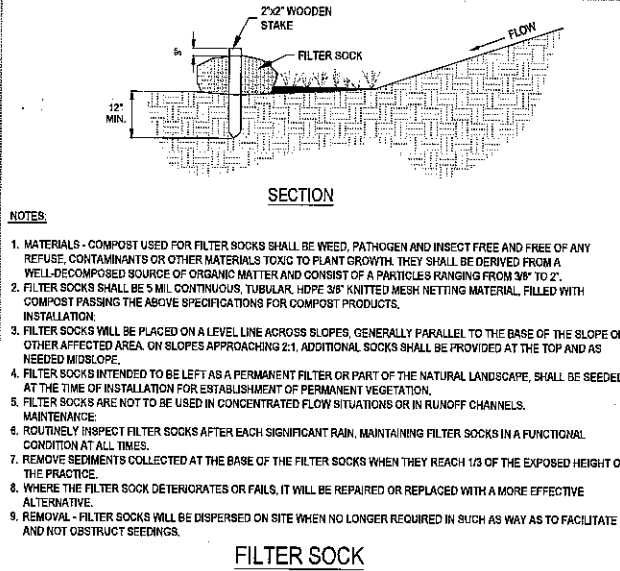 2"x2" WOODEN
STAKE
FLOW
FILTER SOCK
12"
MIN.
SECTION
NOTES:
1. MATERIALS - COMPOST USED FOR FILTER SOCKS SHALL BE WEED, PATHOGEN AND INSECT FREE AND FREE OF ANY
REFUSE, CONTAMINANTS OR OTHER MATERIALS TOXIC TO PLANT GROWTH. THEY SHALL BE DERIVED FROM A
WELL-DECOMPOSED SOURCE OF ORGANIC MATTER AND CONSIST OF A PARTICLES RANGING FROM 3/8" TO 2".
2. FILTER SOCKS SHALL BE 5 MIL CONTINUOUS, TUBULAR, HDPE 3/8" KNITTED MESH NETTING MATERIAL, FILLED WITH
COMPOST PASSING THE ABOVE SPECIFICATIONS FOR COMPOST PRODUCTS.
INSTALLATION:
3. FILTER SOCKS WILL BE PLACED ON A LEVEL LINE ACROSS SLOPES, GENERALLY PARALLEL TO THE BASE OF THE SLOPE OR
OTHER AFFECTED AREA. ON SLOPES APPROACHING 2:1, ADDITIONAL SOCKS SHALL BE PROVIDED AT THE TOP AND AS
NEEDED MIDSLOPE.
4. FILTER SOCKS INTENDED TO BE LEFT AS A PERMANENT FILTER OR PART OF THE NATURAL LANDSCAPE, SHALL BE SEEDED
AT THE TIME OF INSTALLATION FOR ESTABLISHMENT OF PERMANENT VEGETATION.
5. FILTER SOCKS ARE NOT TO BE USED IN CONCENTRATED FLOW SITUATIONS OR IN RUNOFF CHANNELS.
MAINTENANCE:
6. ROUTINELY INSPECT FILTER SOCKS AFTER EACH SIGNIFICANT RAIN, MAINTAINING FILTER SOCKS IN A FUNCTIONAL
CONDITION AT ALL TIMES.
7. REMOVE SEDIMENTS COLLECTED AT THE BASE OF THE FILTER SOCKS WHEN THEY REACH 1/3 OF THE EXPOSED HEIGHT O
THE PRACTICE.
8. WHERE THE FILTER SOCK DETERIORATES OR FAILS, IT WILL BE REPAIRED OR REPLACED WITH A MORE EFFECTIVE
ALTERNATIVE.
9. REMOVAL - FILTER SOCKS WILL BE DISPERSED ON SITE WHEN NO LONGER REQUIRED IN SUCH AS WAY AS TO FACILITATE
AND NOT OBSTRUCT SEEDINGS.
FILTER SOCK